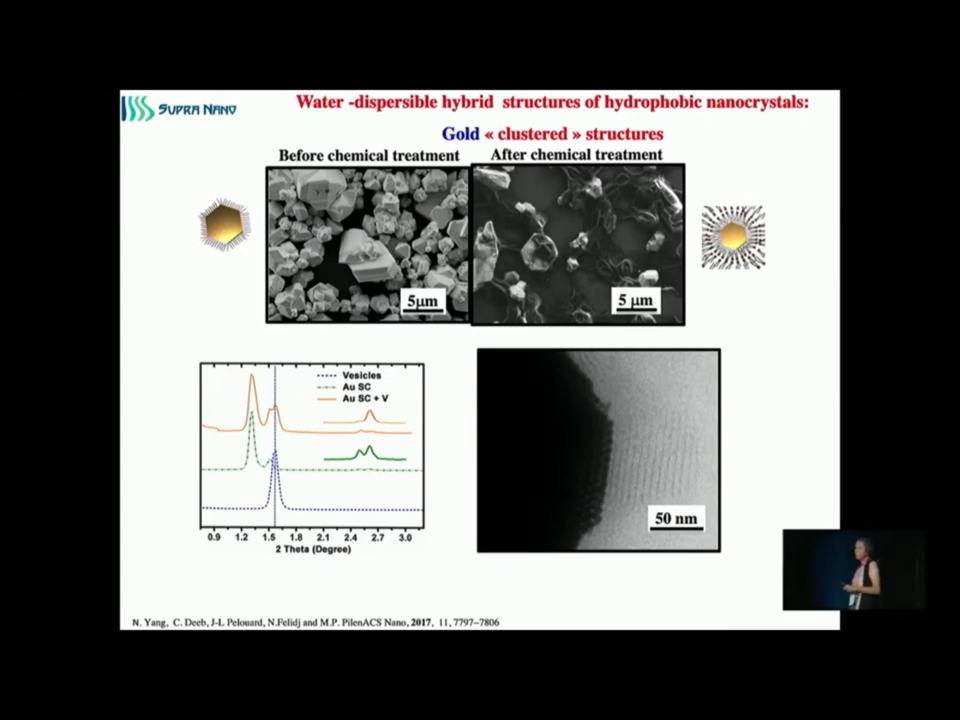 SUPRA NANO
Water -dispersible hybrid structures of hydrophobic nanocrystals:
Gold « clustered » structures
Before chemical treatment
After chemical treatment
5μm
5 μm
Vesicles
Au SC
Au SC + V
50 nm
0.9 1.2 1.5 1.8 2.1 2.4 2.7 3.0
2 Theta (Degree)
N. Yang, C. Deeb, J-L Pelouard, N.Felidj and M.P. PilenACS Nano, 2017, 11, 7797–7806